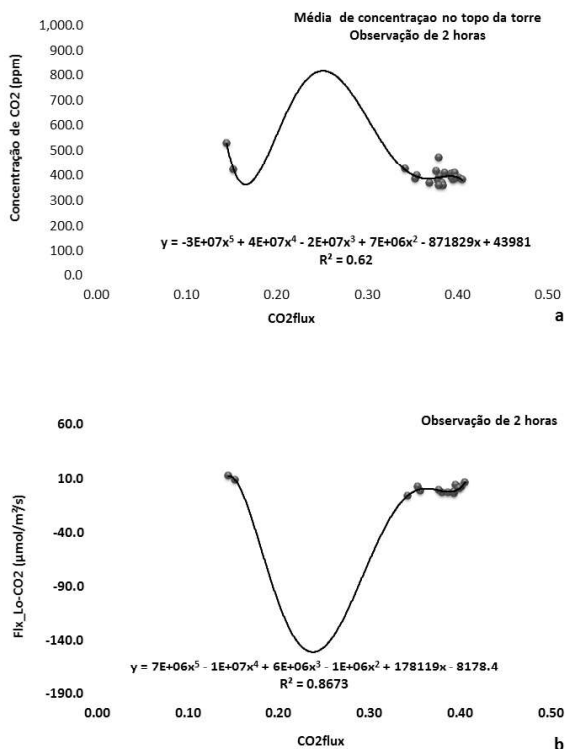 Média de concentraçao no topo da torre
Observação de 2 horas
Concentração de CO2 (ppm)
1,000.0
900.0
800.0
700.0
600.0
500.0
400.0
300.0
200.0
100.0
0.0
y = -3E+07x⁵ + 4E+07x⁴ - 2E+07x³ + 7E+06x² - 871829x + 43981
R² = 0.62
0.00 0.10 0.20 0.30 0.40 0.50
CO2flux
a
Observação de 2 horas
Flx_Lo-CO2 (µmol/m²/s)
60.0
10.0
-40.0
-90.0
-140.0
-190.0
y = 7E+06x⁵ - 1E+07x⁴ + 6E+06x³ - 1E+06x² + 178119x - 8178.4
R² = 0.8673
0.00 0.10 0.20 0.30 0.40 0.50
CO2flux
b